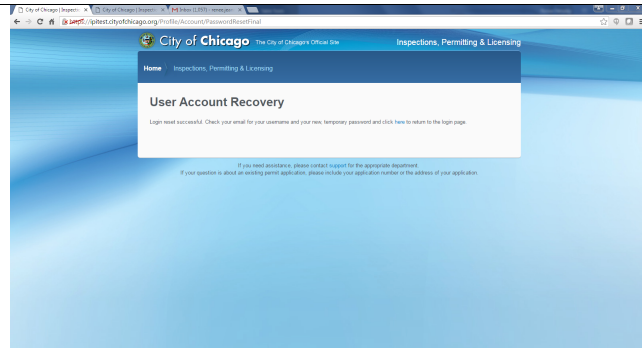 City of Chicago | Inspecti
City of Chicago | Inspecti
https://ipitest.cityofchicago.org/Profile/Account/PasswordResetFinal
City of Chicago The City of Chicago's Official Site Inspections, Permitting & Licensing
Home Inspections, Permitting & Licensing
User Account Recovery
Login reset successful. Check your email for your username and your new, temporary password and click here to return to the login page.
If you need assistance, please contact support for the appropriate department.
If your question is about an existing permit application, please include your application number or the address of your application.